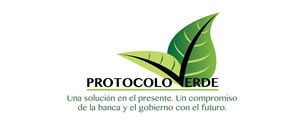 PROTOCOLO VERDE
Una solución en el presente. Un compromiso
de la banca y el gobierno con el futuro.